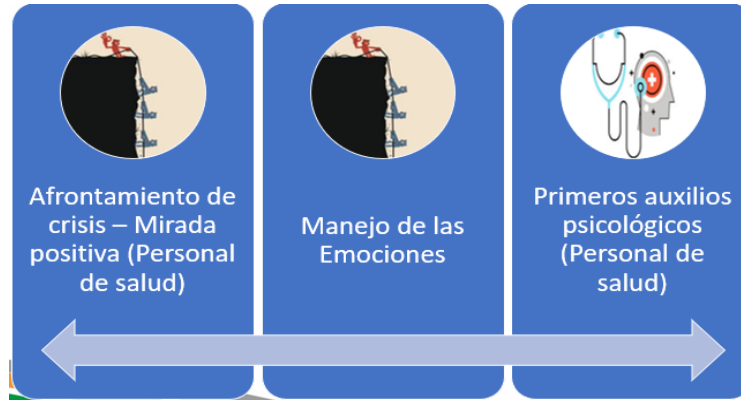 Afrontamiento de
crisis – Mirada
positiva (Personal
de salud)
Manejo de las
Emociones
Primeros auxilios
psicológicos
(Personal de
salud)